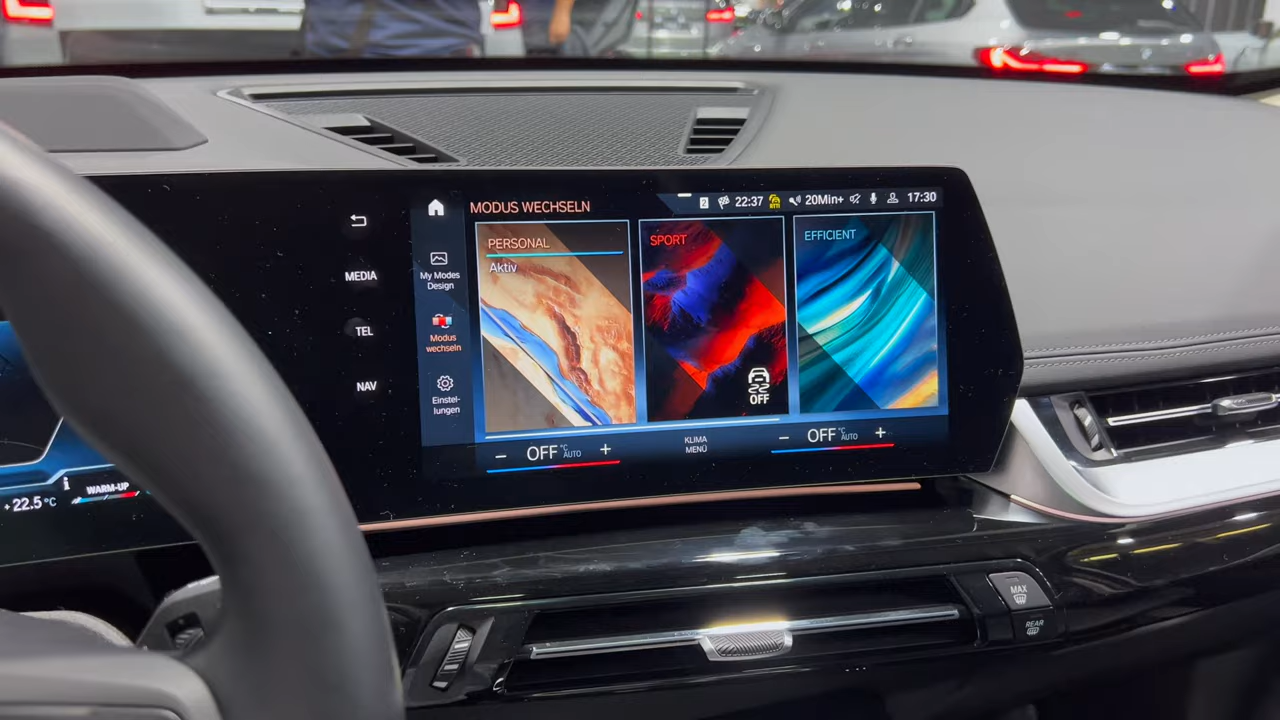 MODUS WECHSELN
2 22:37 RTTI 20Min+ 17:30
MEDIA
TEL
NAV
My Modes
Design
Modus
wechseln
Einstel-
lungen
PERSONAL
Aktiv
SPORT
OFF
EFFICIENT
− OFF °C AUTO +
KLIMA
MENÜ
− OFF °C AUTO +
i WARM-UP
+22.5°C
MAX
REAR